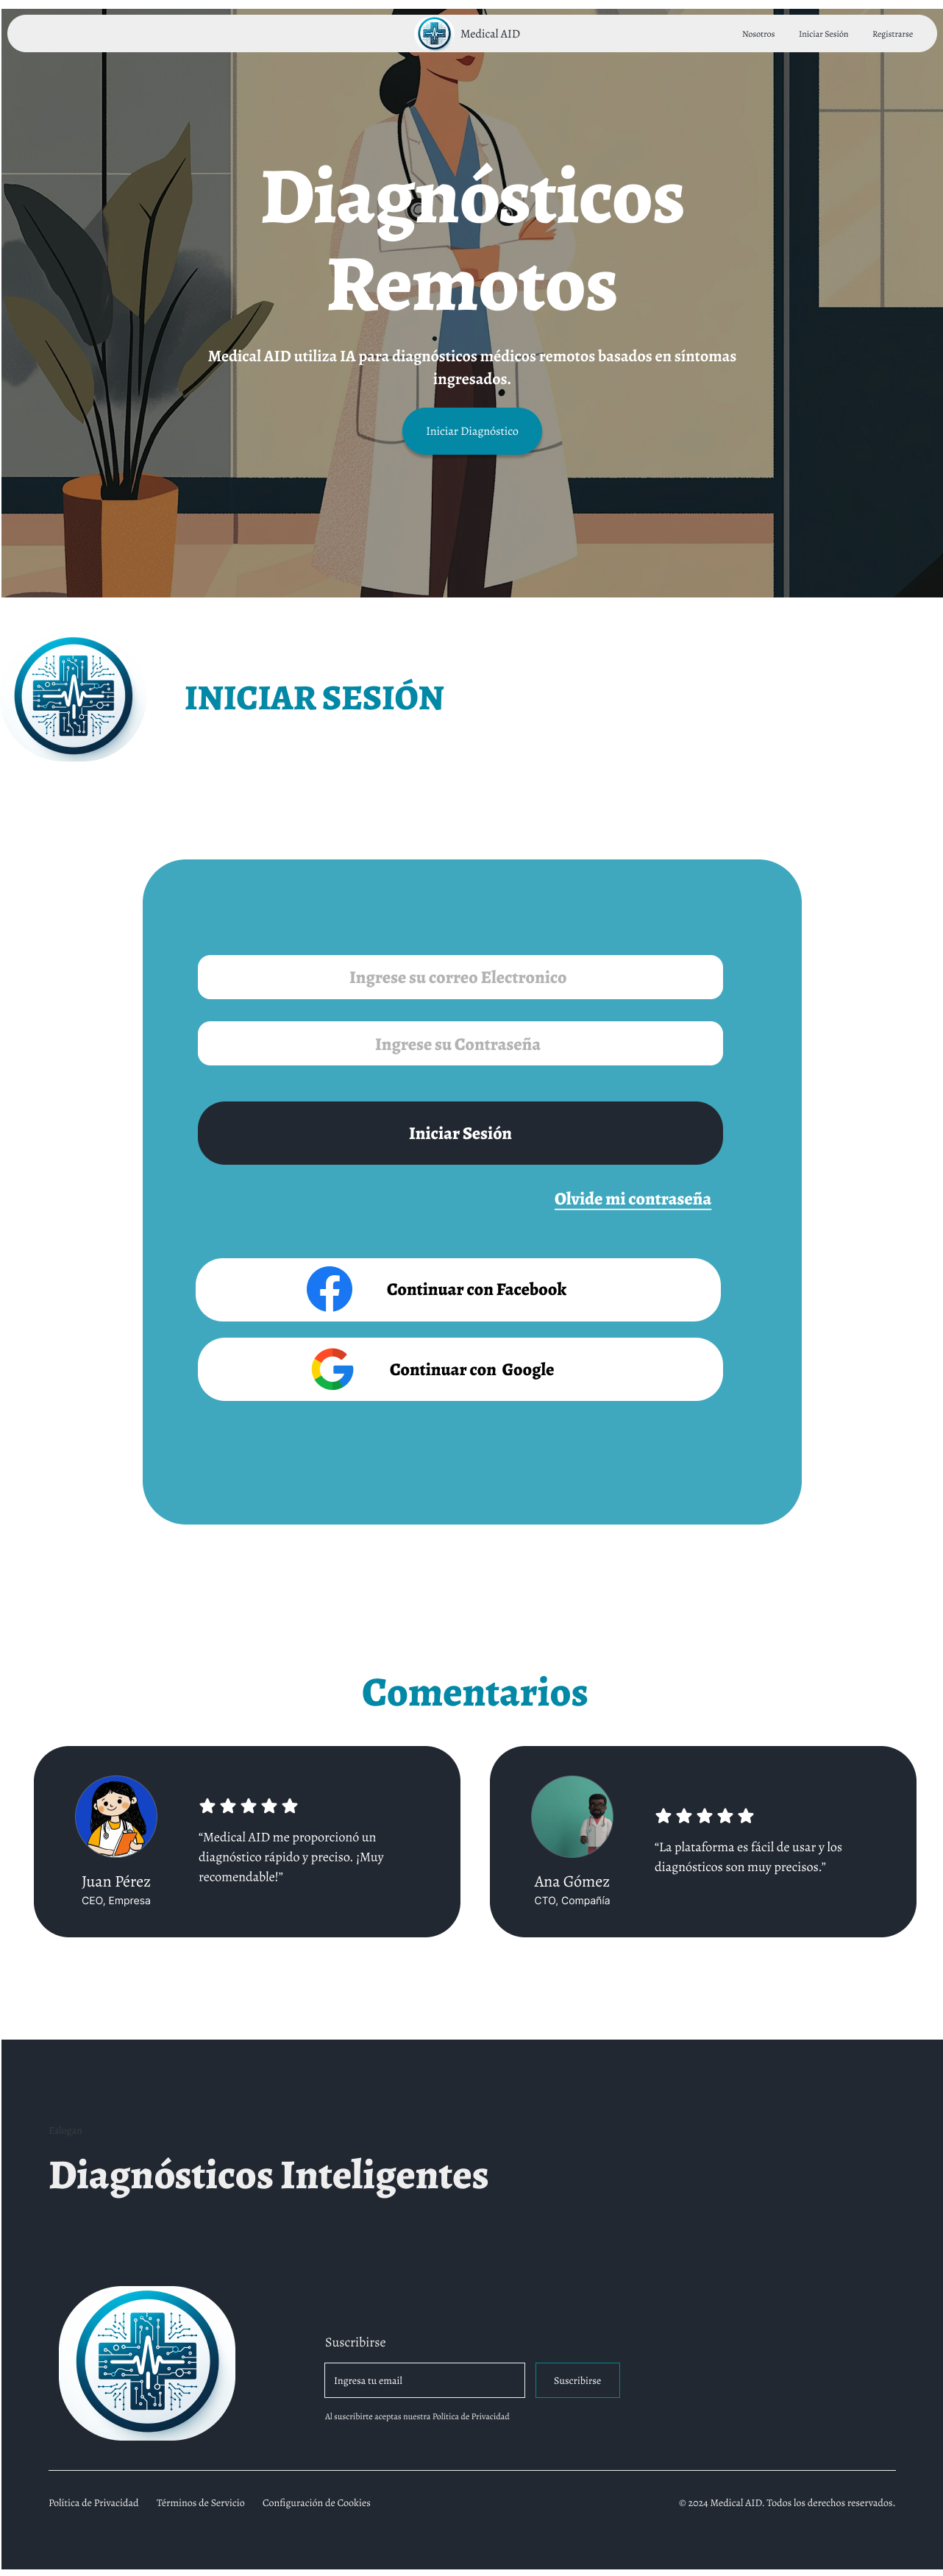 Medical AID
Nosotros
Iniciar Sesión
Registrarse
Diagnósticos
Remotos
Medical AID utiliza IA para diagnósticos médicos remotos basados en síntomas
ingresados.
Iniciar Diagnóstico
INICIAR SESIÓN
Ingrese su correo Electronico
Ingrese su Contraseña
Iniciar Sesión
Olvide mi contraseña
Continuar con Facebook
Continuar con Google
Comentarios
“Medical AID me proporcionó un
diagnóstico rápido y preciso. ¡Muy
recomendable!”
Juan Pérez
CEO, Empresa
“La plataforma es fácil de usar y los
diagnósticos son muy precisos.”
Ana Gómez
CTO, Compañía
Eslogan
Diagnósticos Inteligentes
Suscribirse
Ingresa tu email
Suscribirse
Al suscribirte aceptas nuestra Política de Privacidad
Política de Privacidad
Términos de Servicio
Configuración de Cookies
© 2024 Medical AID. Todos los derechos reservados.